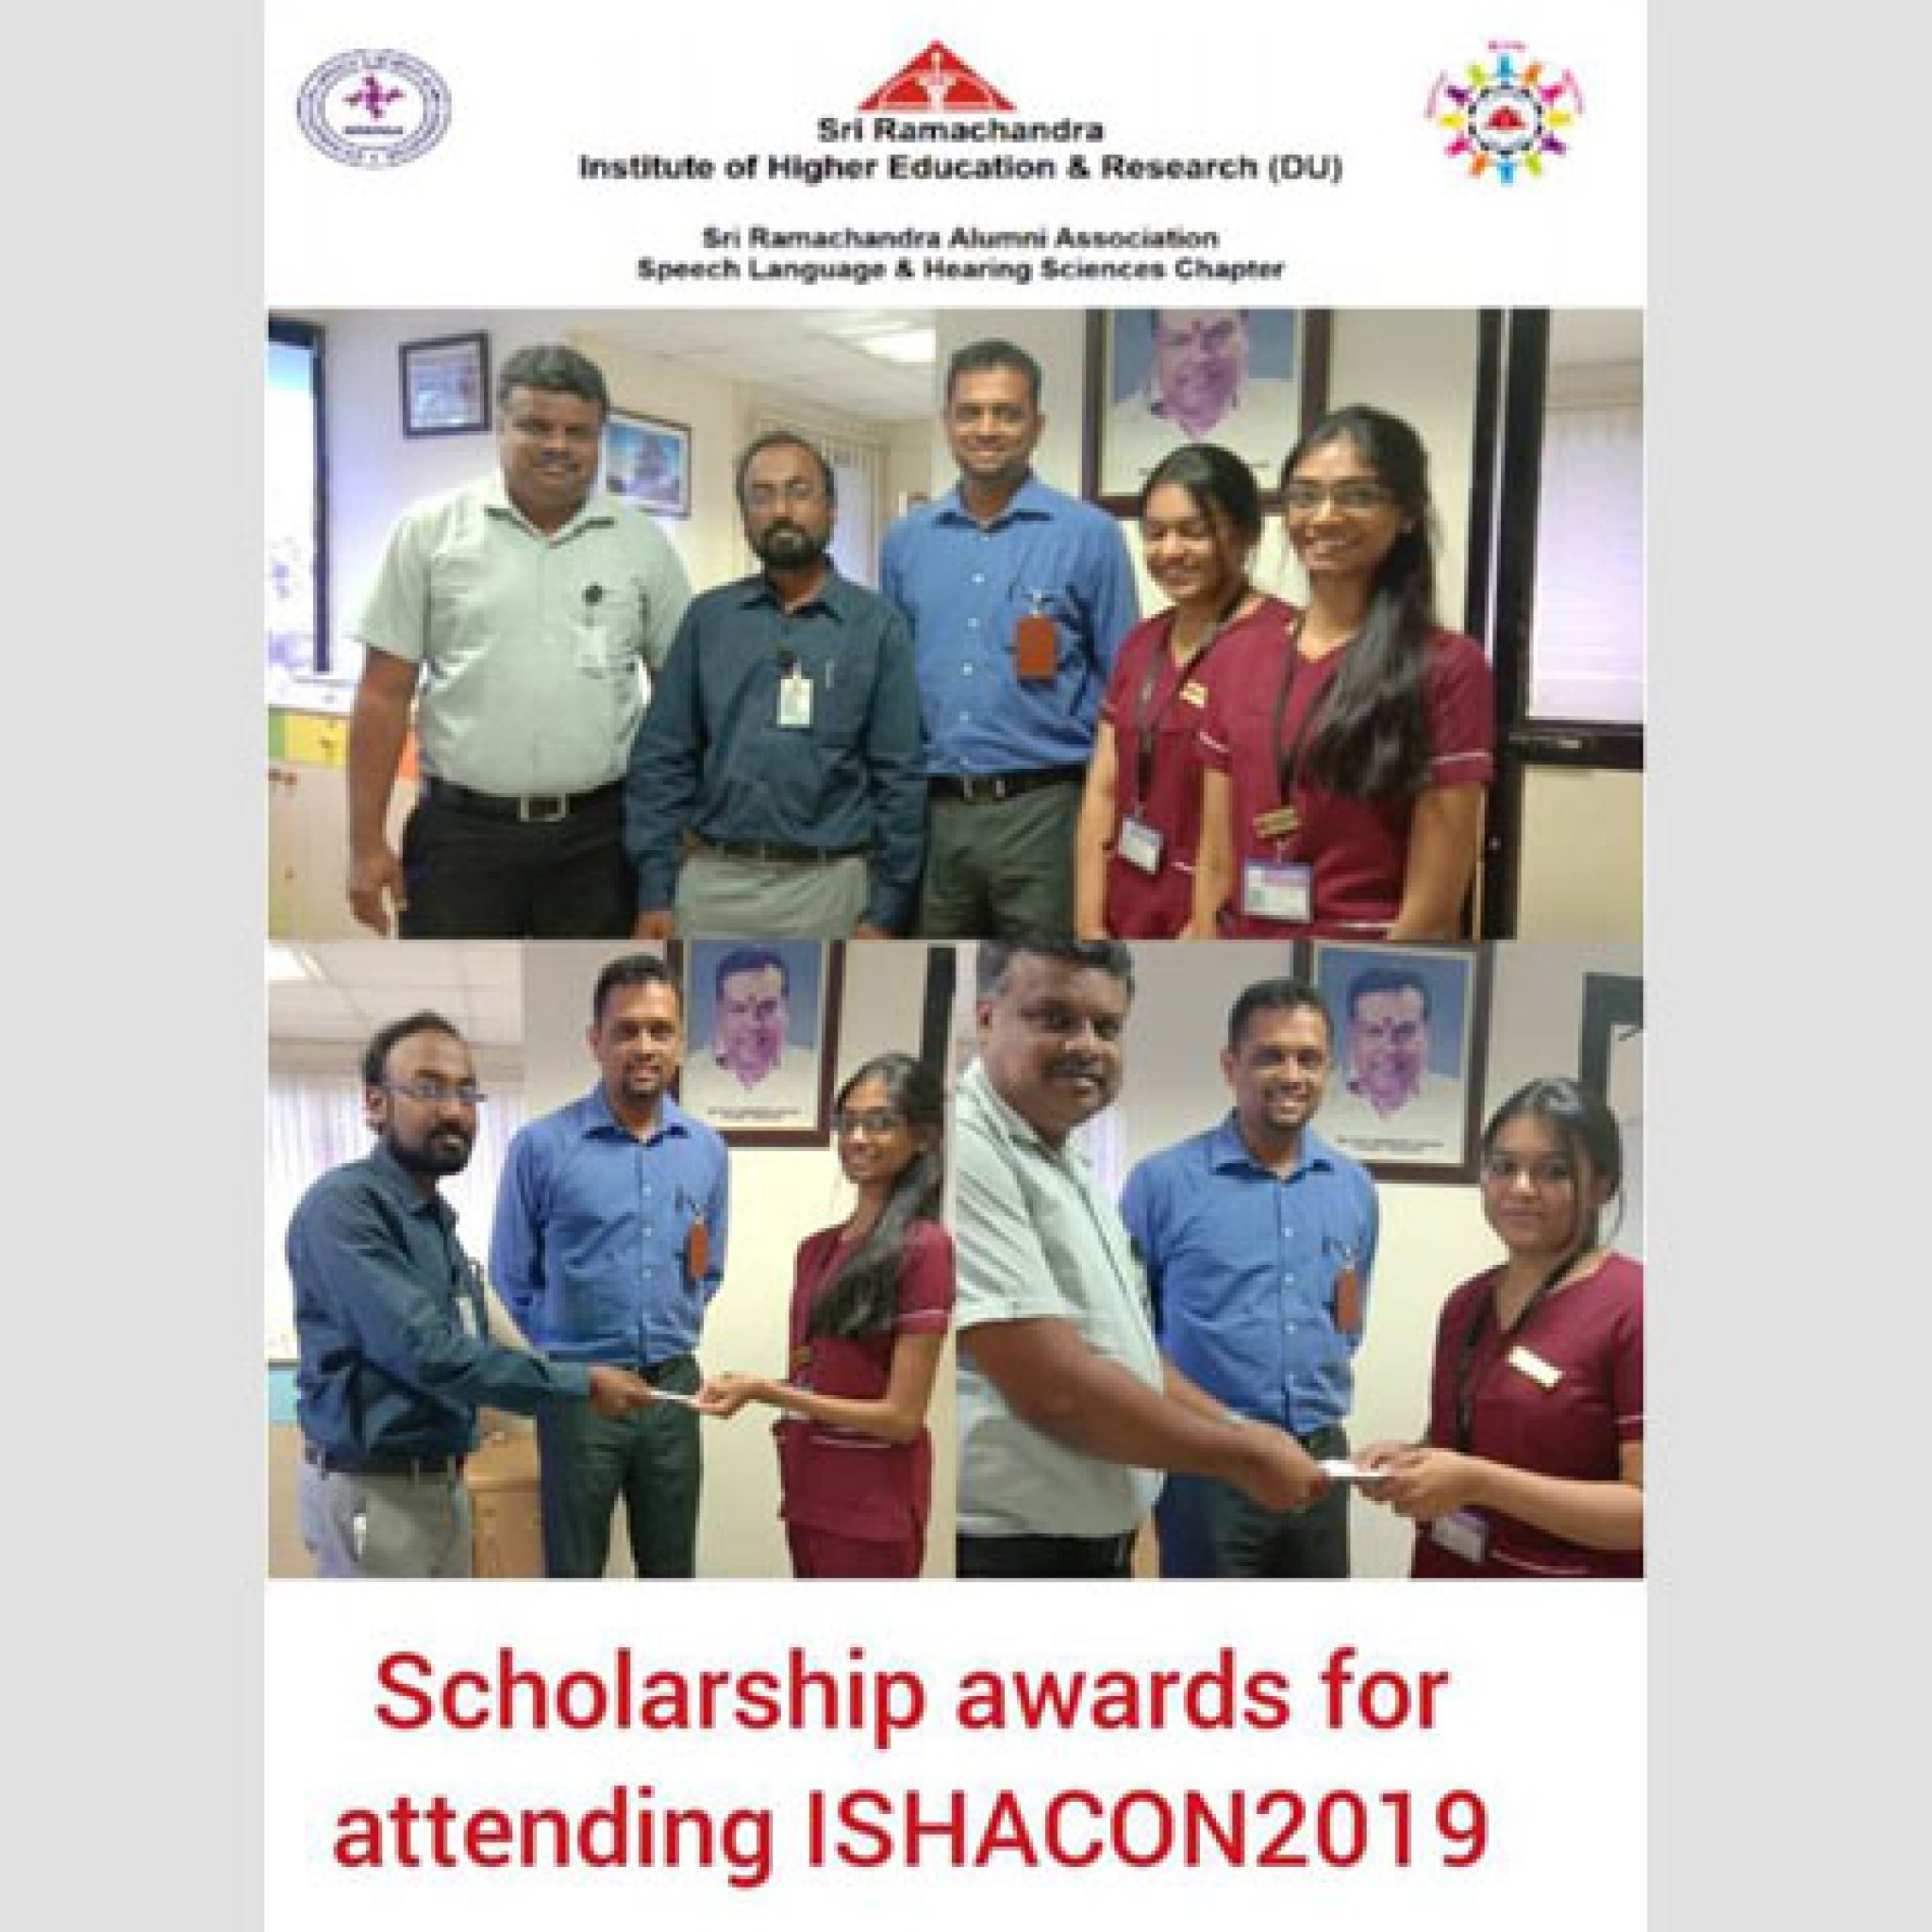 Sri Ramachandra
Institute of Higher Education & Research (DU)
Sri Ramachandra Alumni Association
Speech Language & Hearing Sciences Chapter
Scholarship awards for
attending ISHACON2019